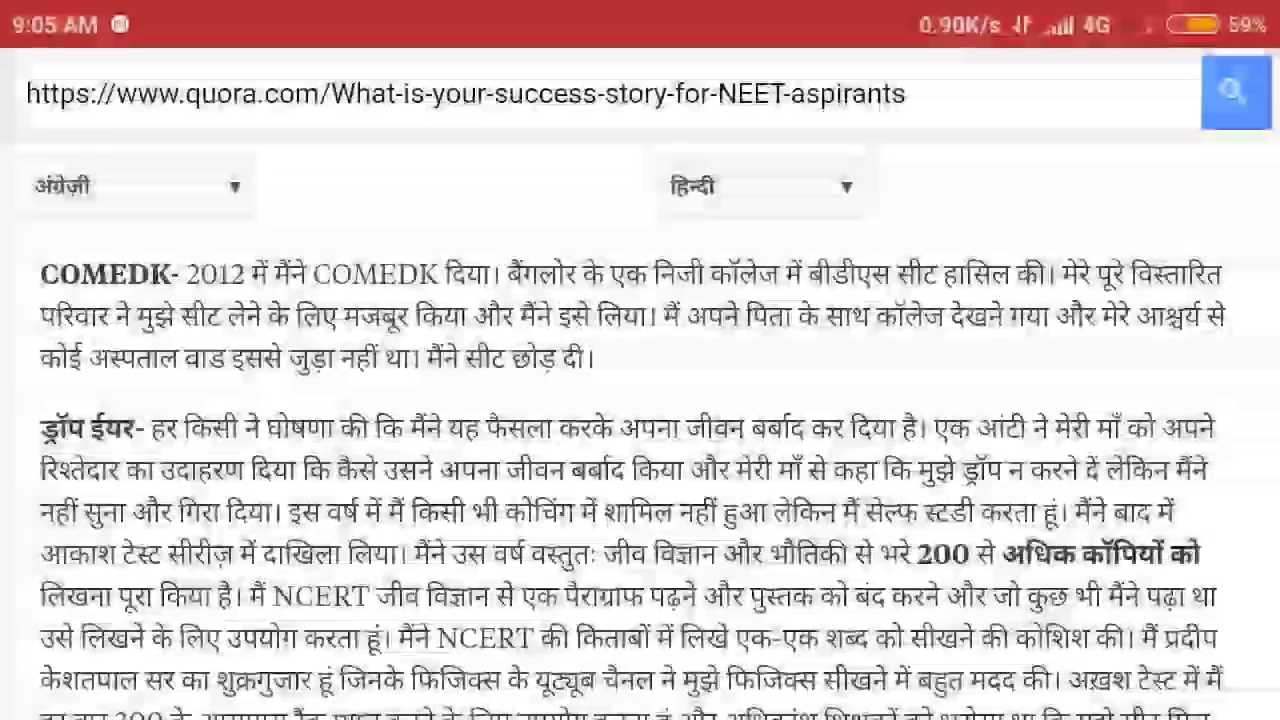 9:05 AM 0.90K/s 4G 59%
https://www.quora.com/What-is-your-success-story-for-NEET-aspirants
अंग्रेज़ी ▼ हिन्दी ▼
COMEDK- 2012 में मैंने COMEDK दिया। बैंगलोर के एक निजी कॉलेज में बीडीएस सीट हासिल की। मेरे पूरे विस्तारित
परिवार ने मुझे सीट लेने के लिए मजबूर किया और मैंने इसे लिया। मैं अपने पिता के साथ कॉलेज देखने गया और मेरे आश्चर्य से
कोई अस्पताल वाड इससे जुड़ा नहीं था। मैंने सीट छोड़ दी।
ड्रॉप ईयर- हर किसी ने घोषणा की कि मैंने यह फैसला करके अपना जीवन बर्बाद कर दिया है। एक आंटी ने मेरी माँ को अपने
रिश्तेदार का उदाहरण दिया कि कैसे उसने अपना जीवन बर्बाद किया और मेरी माँ से कहा कि मुझे ड्रॉप न करने दें लेकिन मैंने
नहीं सुना और गिरा दिया। इस वर्ष में मैं किसी भी कोचिंग में शामिल नहीं हुआ लेकिन मैं सेल्फ स्टडी करता हूं। मैंने बाद में
आकाश टेस्ट सीरीज़ में दाखिला लिया। मैंने उस वर्ष वस्तुतः जीव विज्ञान और भौतिकी से भरे 200 से अधिक कॉपियों को
लिखना पूरा किया है। मैं NCERT जीव विज्ञान से एक पैराग्राफ पढ़ने और पुस्तक को बंद करने और जो कुछ भी मैंने पढ़ा था
उसे लिखने के लिए उपयोग करता हूं। मैंने NCERT की किताबों में लिखे एक-एक शब्द को सीखने की कोशिश की। मैं प्रदीप
केशतपाल सर का शुक्रगुजार हूं जिनके फिजिक्स के यूट्यूब चैनल ने मुझे फिजिक्स सीखने में बहुत मदद की। अख़श टेस्ट में मैं